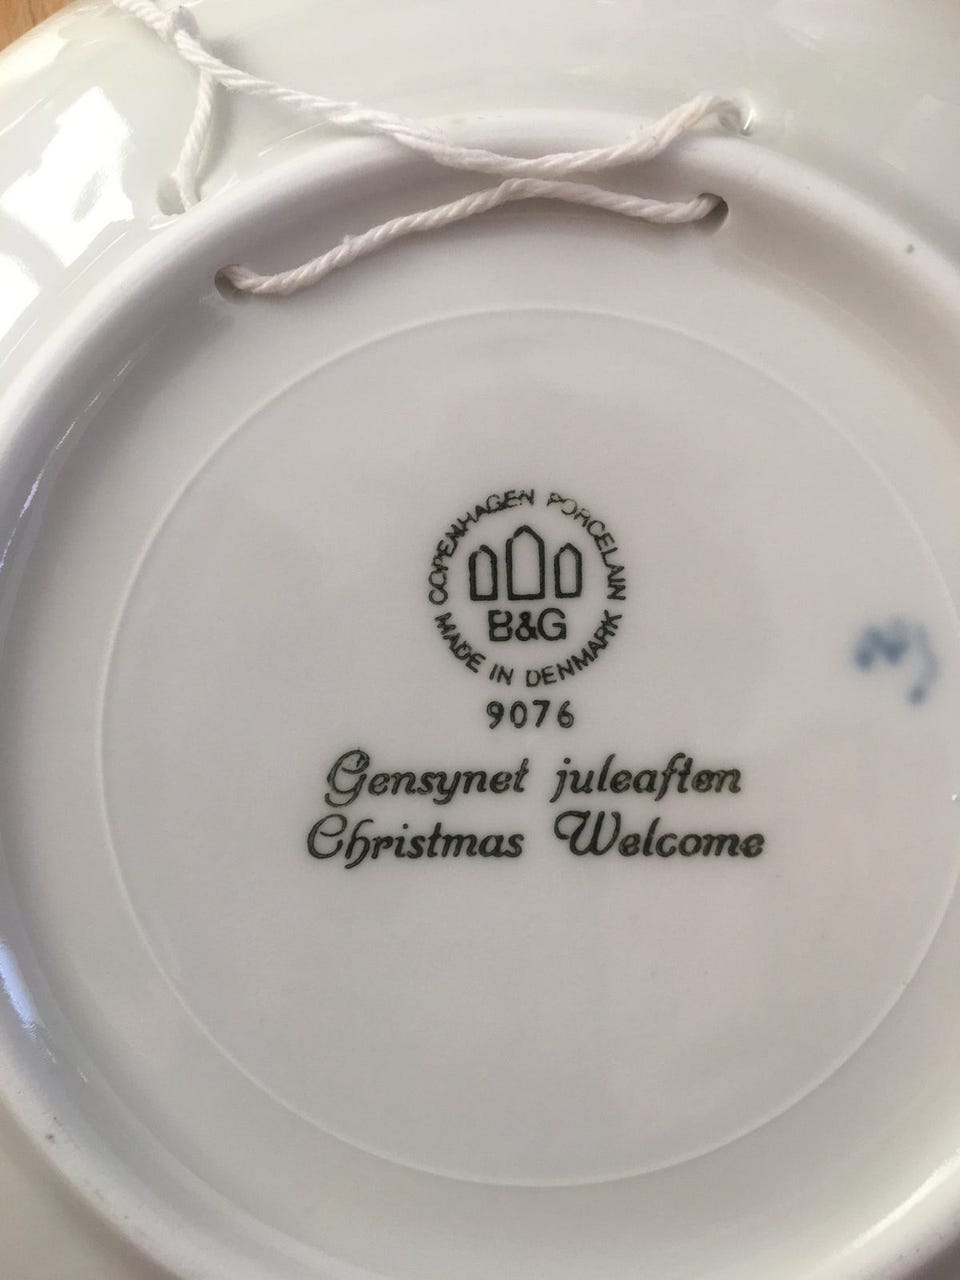 COPENHAGEN PORCELAIN
B&G
MADE IN DENMARK
9076
Gensynet juleaften
Christmas Welcome